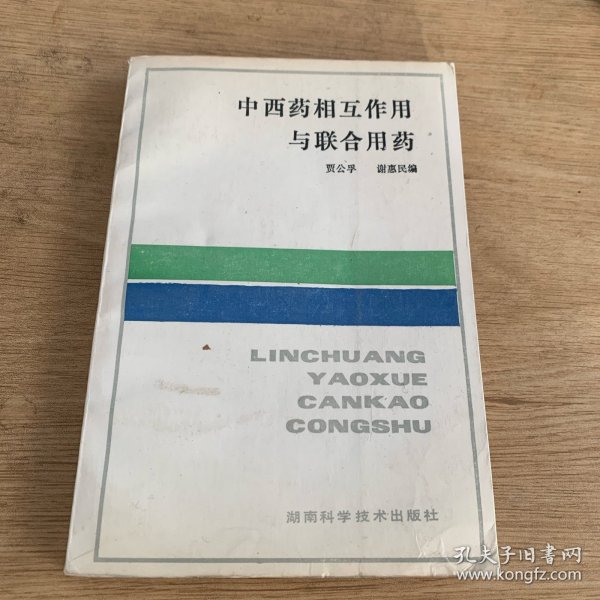 中西药相互作用
与联合用药
贾公孚 谢惠民编
LINCHUANG
YAOXUE
CANKAO
CONGSHU
湖南科学技术出版社
孔夫子旧书网
www.kongfz.com